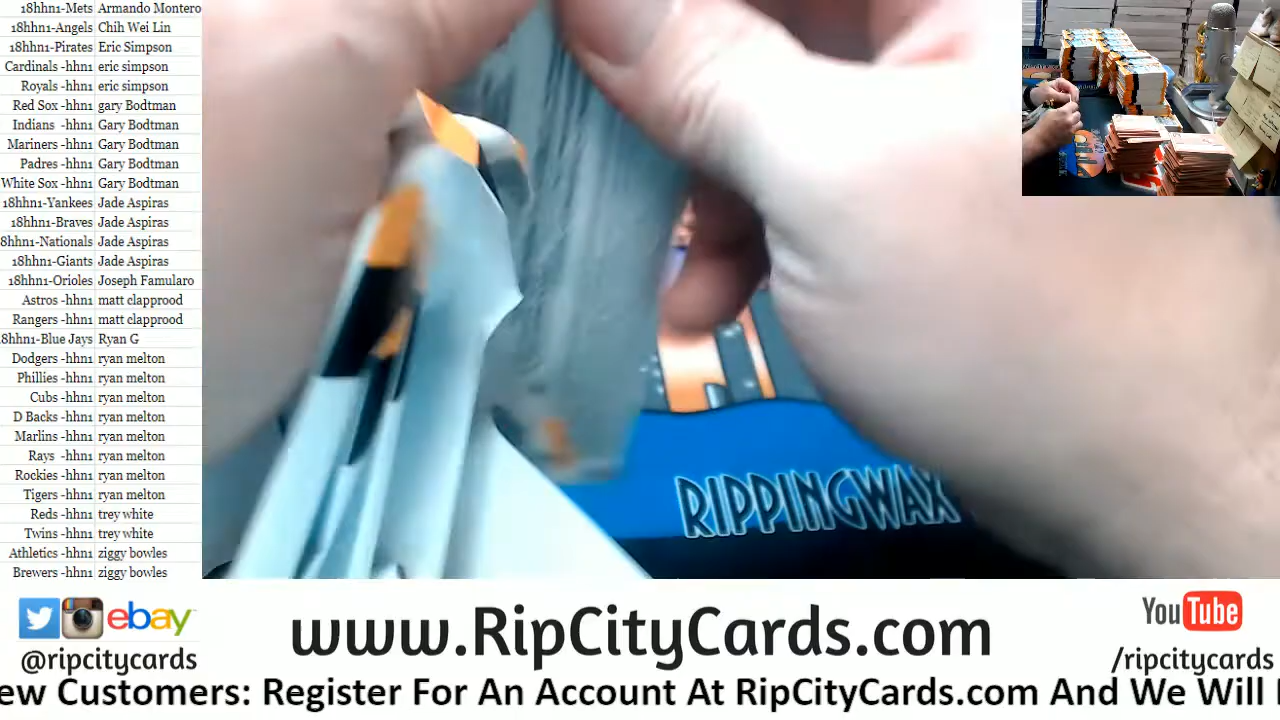 18hhn1-Mets Armando Montero
18hhn1-Angels Chih Wei Lin
18hhn1-Pirates Eric Simpson
Cardinals -hhn1 eric simpson
Royals -hhn1 eric simpson
Red Sox -hhn1 gary Bodtman
Indians -hhn1 Gary Bodtman
Mariners -hhn1 Gary Bodtman
Padres -hhn1 Gary Bodtman
White Sox -hhn1 Gary Bodtman
18hhn1-Yankees Jade Aspiras
18hhn1-Braves Jade Aspiras
8hhn1-Nationals Jade Aspiras
18hhn1-Giants Jade Aspiras
18hhn1-Orioles Joseph Famularo
Astros -hhn1 matt clapprood
Rangers -hhn1 matt clapprood
8hhn1-Blue Jays Ryan G
Dodgers -hhn1 ryan melton
Phillies -hhn1 ryan melton
Cubs -hhn1 ryan melton
D Backs -hhn1 ryan melton
Marlins -hhn1 ryan melton
Rays -hhn1 ryan melton
Rockies -hhn1 ryan melton
Tigers -hhn1 ryan melton
Reds -hhn1 trey white
Twins -hhn1 trey white
Athletics -hhn1 ziggy bowles
Brewers -hhn1 ziggy bowles
RIPPINGWAX
ebay
@ripcitycards
www.RipCityCards.com
YouTube
/ripcitycards
ew Customers: Register For An Account At RipCityCards.com And We Will